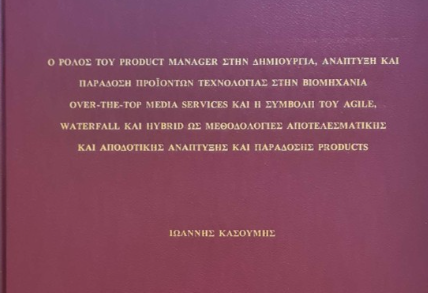 Ο ΡΟΛΟΣ ΤΟΥ PRODUCT MANAGER ΣΤΗΝ ΔΗΜΙΟΥΡΓΙΑ, ΑΝΑΠΤΥΞΗ ΚΑΙ
ΠΑΡΑΔΟΣΗ ΠΡΟΪΟΝΤΩΝ ΤΕΧΝΟΛΟΓΙΑΣ ΣΤΗΝ ΒΙΟΜΗΧΑΝΙΑ
OVER-THE-TOP MEDIA SERVICES ΚΑΙ Η ΣΥΜΒΟΛΗ ΤΟΥ AGILE,
WATERFALL ΚΑΙ HYBRID ΩΣ ΜΕΘΟΔΟΛΟΓΙΕΣ ΑΠΟΤΕΛΕΣΜΑΤΙΚΗΣ
ΚΑΙ ΑΠΟΔΟΤΙΚΗΣ ΑΝΑΠΤΥΞΗΣ ΚΑΙ ΠΑΡΑΔΟΣΗΣ PRODUCTS
ΙΩΑΝΝΗΣ ΚΑΣΟΥΜΗΣ